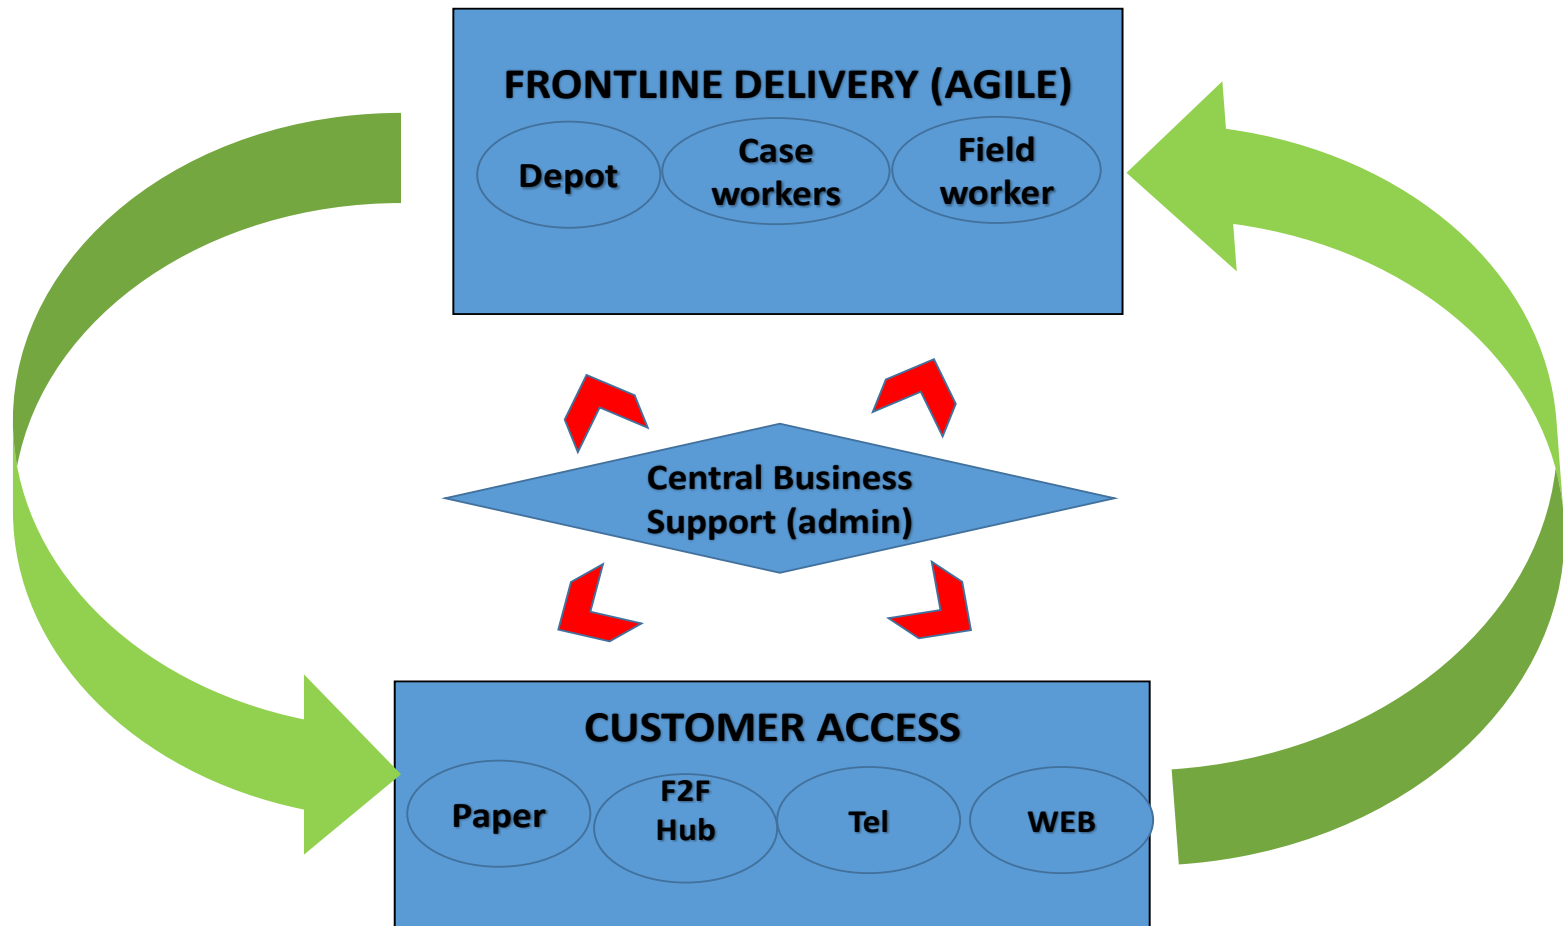 FRONTLINE DELIVERY (AGILE)
Depot
Case
workers
Field
worker
Central Business
Support (admin)
CUSTOMER ACCESS
Paper
F2F
Hub
Tel
WEB